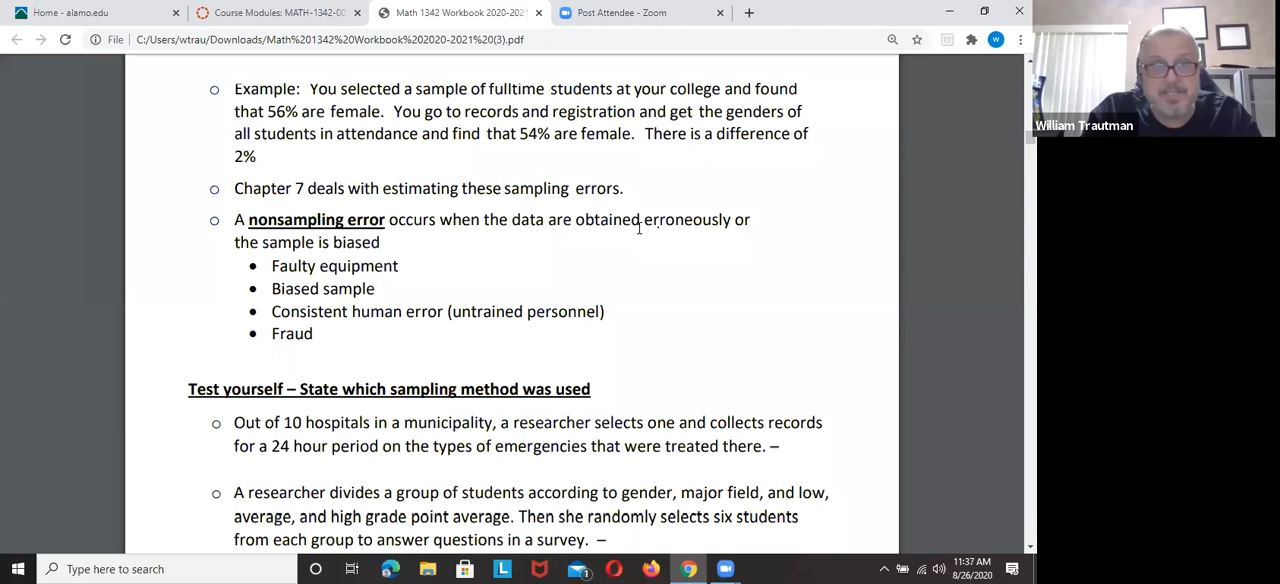 Home - alamo.edu
Course Modules: MATH-1342-00
Math 1342 Workbook 2020-2021
Post Attendee - Zoom
File
C:/Users/wtrau/Downloads/Math%201342%20Workbook%202020-2021%20(3).pdf
W
Example: You selected a sample of fulltime students at your college and found
that 56% are female. You go to records and registration and get the genders of
all students in attendance and find that 54% are female. There is a difference of
2%
Chapter 7 deals with estimating these sampling errors.
A nonsampling error occurs when the data are obtained erroneously or
the sample is biased
Faulty equipment
Biased sample
Consistent human error (untrained personnel)
Fraud
Test yourself – State which sampling method was used
Out of 10 hospitals in a municipality, a researcher selects one and collects records
for a 24 hour period on the types of emergencies that were treated there. –
A researcher divides a group of students according to gender, major field, and low,
average, and high grade point average. Then she randomly selects six students
from each group to answer questions in a survey. –
William Trautman
Type here to search
L
1
11:37 AM
8/26/2020